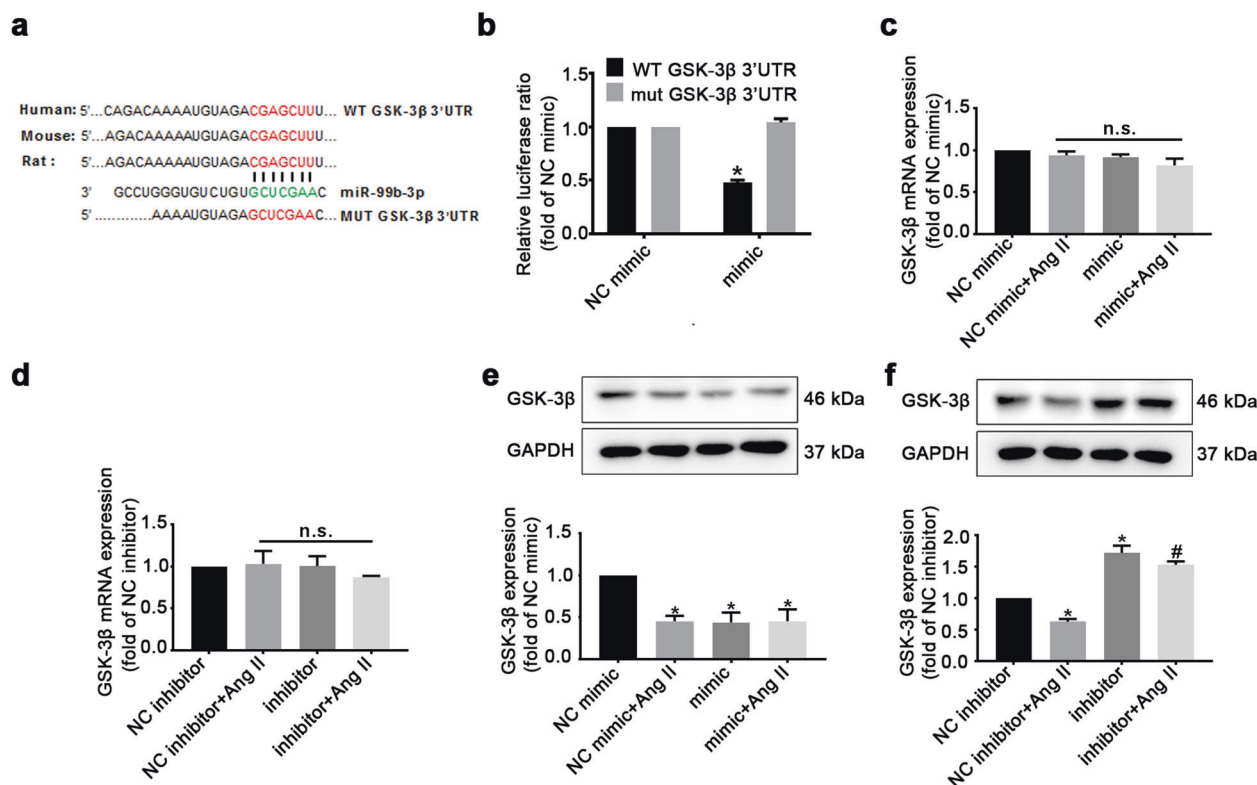 a
Human: 5'...CAGACAAAAUGUAGACGAGCUUU... WT GSK-3β 3'UTR
Mouse: 5'...AGACAAAAUGUAGACGAGCUUU...
Rat : 5'...AGACAAAAUGUAGACGAGCUUU...
3' GCCUGGGUGUCUGUGCUCGAAC miR-99b-3p
5' ............AAAAUGUAGAGCUCGAAC... MUT GSK-3β 3'UTR
b
Relative luciferase ratio
(fold of NC mimic)
1.5
1.0
0.5
0.0
WT GSK-3β 3'UTR
mut GSK-3β 3'UTR
*
NC mimic
mimic
c
GSK-3β mRNA expression
(fold of NC mimic)
1.5
1.0
0.5
0.0
n.s.
NC mimic
NC mimic+Ang II
mimic
mimic+Ang II
d
GSK-3β mRNA expression
(fold of NC inhibitor)
1.5
1.0
0.5
0.0
n.s.
NC inhibitor
NC inhibitor+Ang II
inhibitor
inhibitor+Ang II
e
GSK-3β 46 kDa
GAPDH 37 kDa
GSK-3β expression
(fold of NC mimic)
1.5
1.0
0.5
0.0
* * *
NC mimic
NC mimic+Ang II
mimic
mimic+Ang II
f
GSK-3β 46 kDa
GAPDH 37 kDa
GSK-3β expression
(fold of NC inhibitor)
2.0
1.5
1.0
0.5
0.0
* * #
NC inhibitor
NC inhibitor+Ang II
inhibitor
inhibitor+Ang II